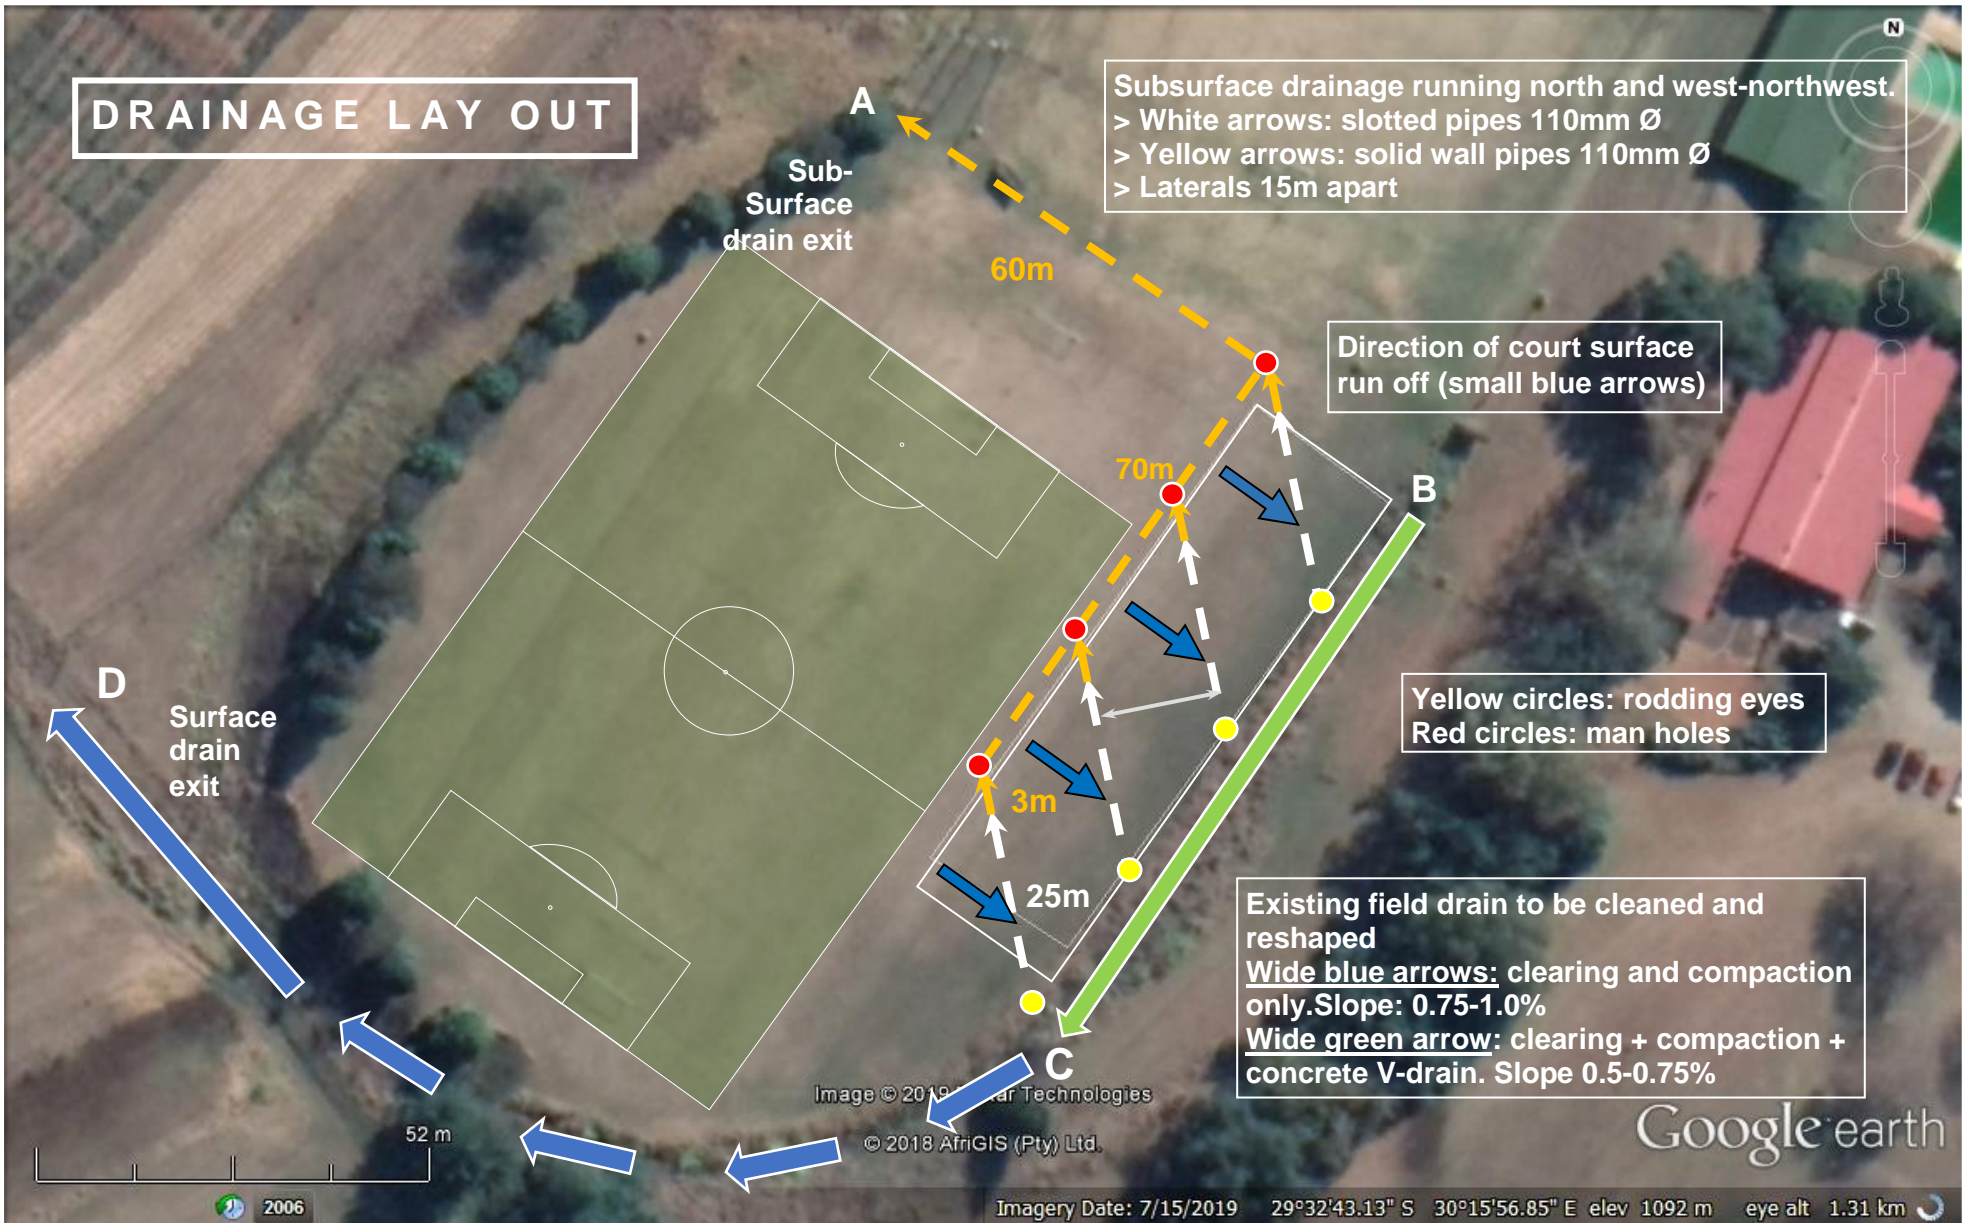 DRAINAGE LAY OUT
A
Sub-
Surface
drain exit
60m
N
Subsurface drainage running north and west-northwest.
> White arrows: slotted pipes 110mm Ø
> Yellow arrows: solid wall pipes 110mm Ø
> Laterals 15m apart
Direction of court surface
run off (small blue arrows)
70m
B
D
Surface
drain
exit
Yellow circles: rodding eyes
Red circles: man holes
3m
25m
Existing field drain to be cleaned and
reshaped
Wide blue arrows: clearing and compaction
only.Slope: 0.75-1.0%
Wide green arrow: clearing + compaction +
concrete V-drain. Slope 0.5-0.75%
C
Image © 2019 Technologies
© 2018 AfriGIS (Pty) Ltd.
52 m
Google earth
2006
Imagery Date: 7/15/2019 29°32'43.13" S 30°15'56.85" E elev 1092 m eye alt 1.31 km